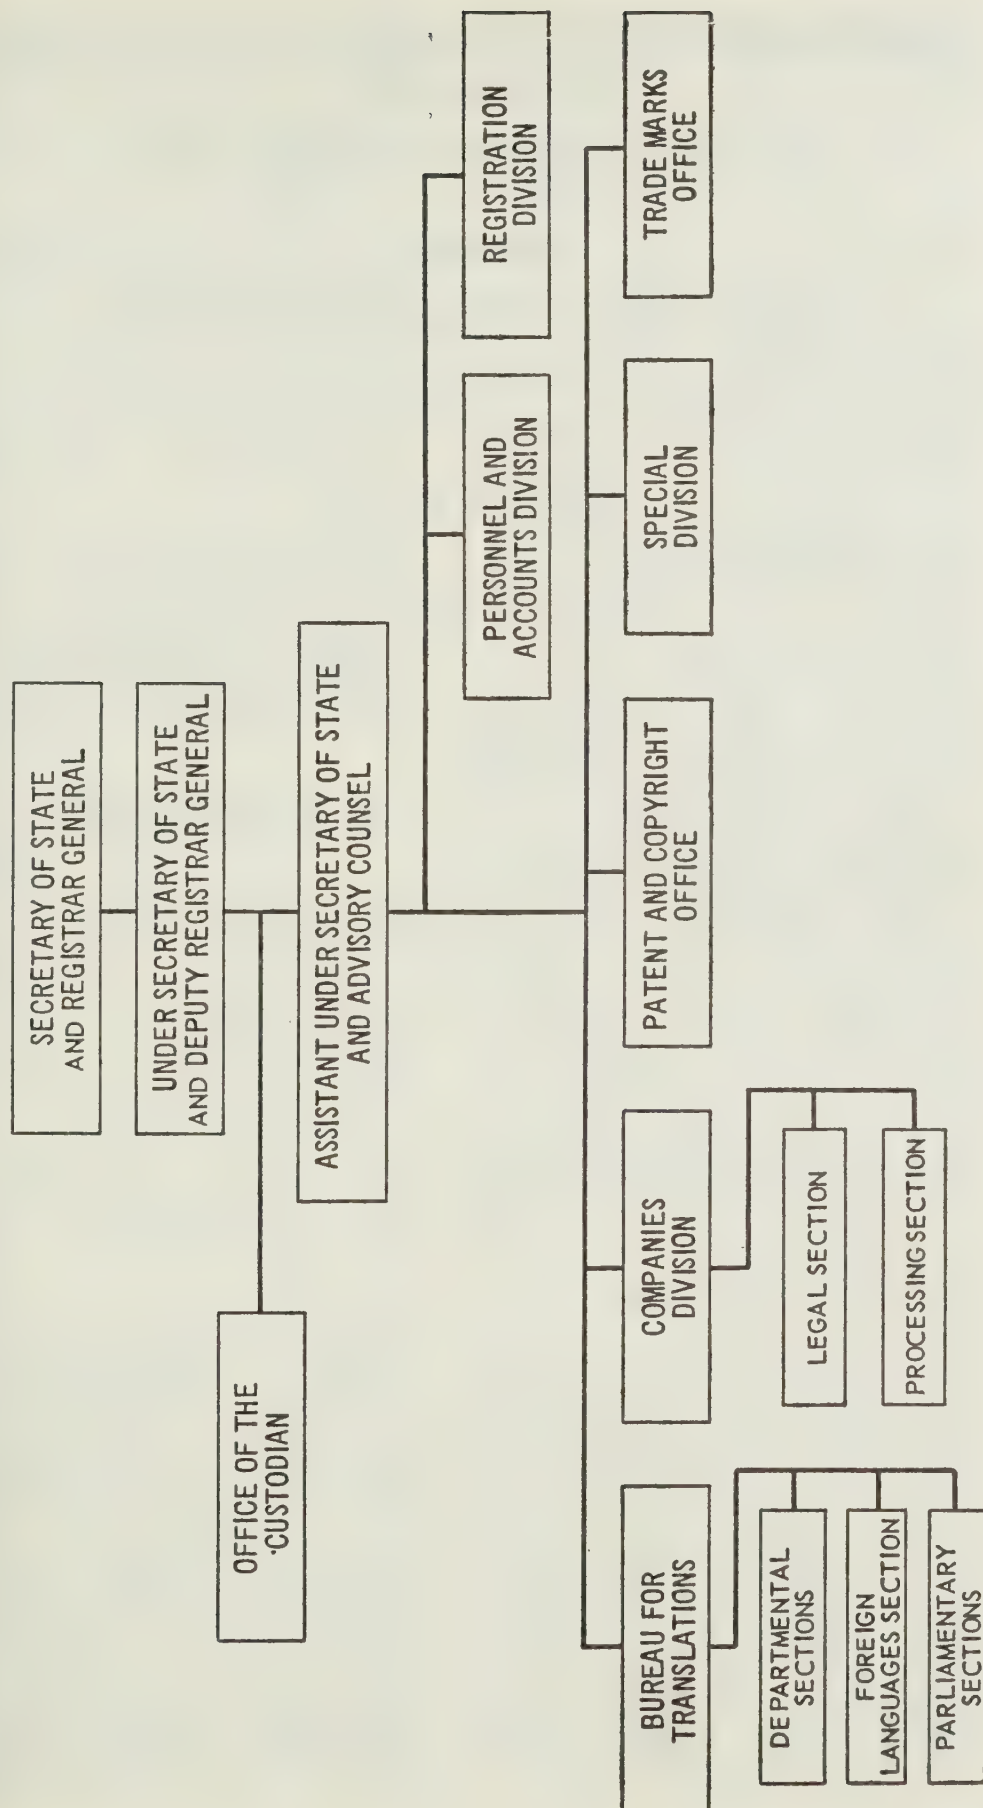 SECRETARY OF STATE
AND REGISTRAR GENERAL
UNDER SECRETARY OF STATE
AND DEPUTY REGISTRAR GENERAL
OFFICE OF THE
CUSTODIAN
ASSISTANT UNDER SECRETARY OF STATE
AND ADVISORY COUNSEL
PERSONNEL AND
ACCOUNTS DIVISION
REGISTRATION
DIVISION
BUREAU FOR
TRANSLATIONS
COMPANIES
DIVISION
PATENT AND COPYRIGHT
OFFICE
SPECIAL
DIVISION
TRADE MARKS
OFFICE
DEPARTMENTAL
SECTIONS
FOREIGN
LANGUAGES SECTION
PARLIAMENTARY
SECTIONS
LEGAL SECTION
PROCESSING SECTION